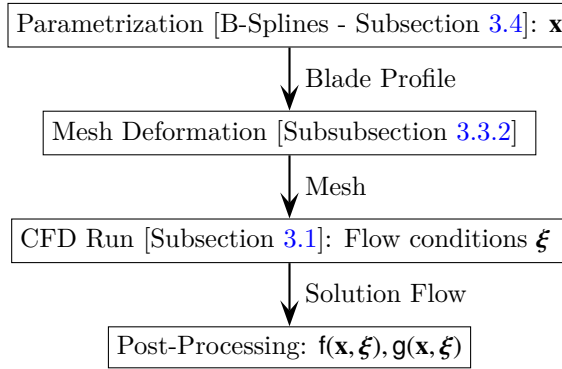 Parametrization [B-Splines - Subsection 3.4]: x
Blade Profile
Mesh Deformation [Subsubsection 3.3.2]
Mesh
CFD Run [Subsection 3.1]: Flow conditions ξ
Solution Flow
Post-Processing: f(x, ξ), g(x, ξ)